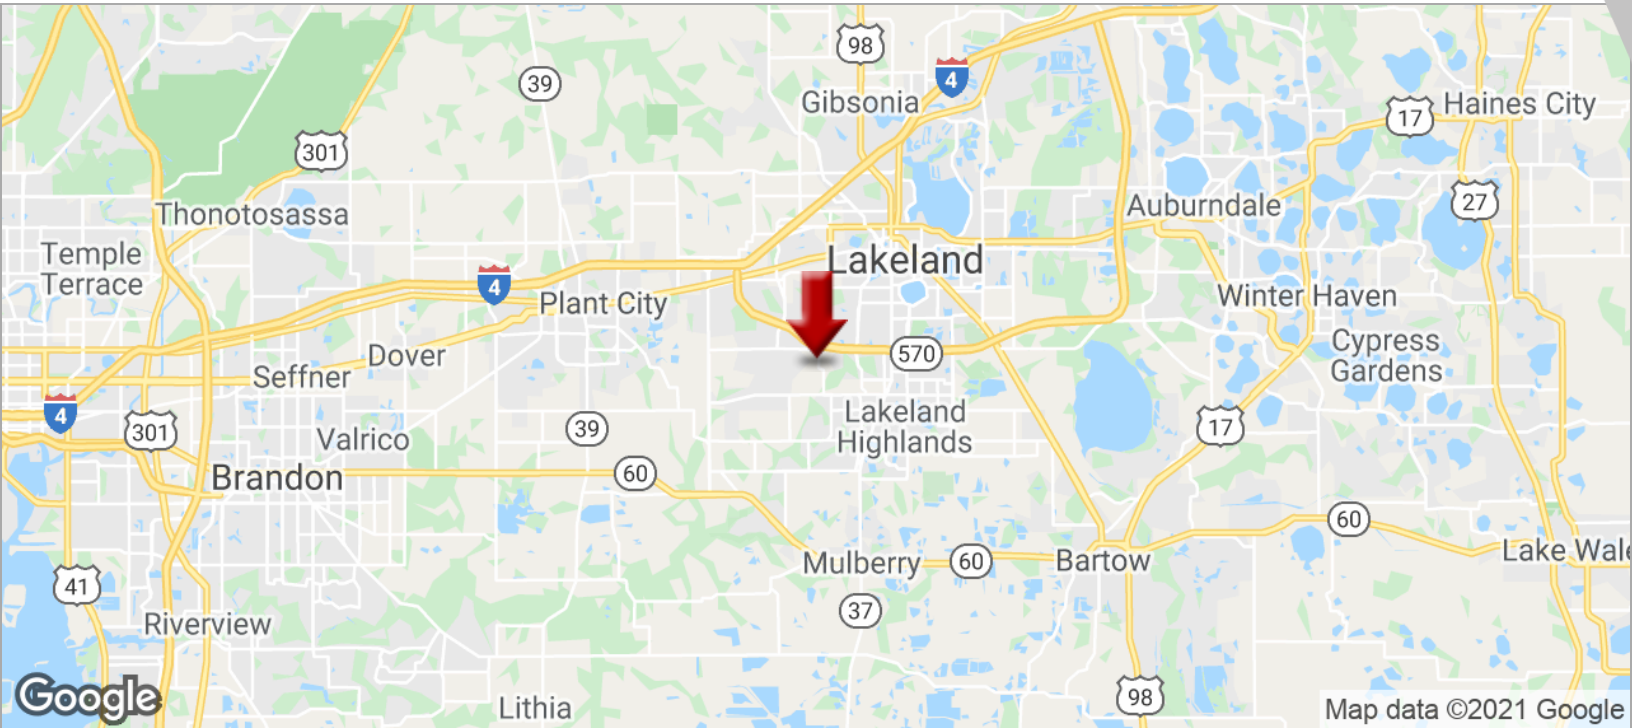 98
4
39
Gibsonia
17
Haines City
301
27
Thonotosassa
Auburndale
Temple
Terrace
Lakeland
4
Plant City
Winter Haven
Dover
570
Cypress
Gardens
Seffner
4
Lakeland
Highlands
301
39
17
Valrico
Brandon
60
60
Lake Wale
Mulberry
60
Bartow
41
37
Riverview
98
Google
Lithia
Map data ©2021 Google